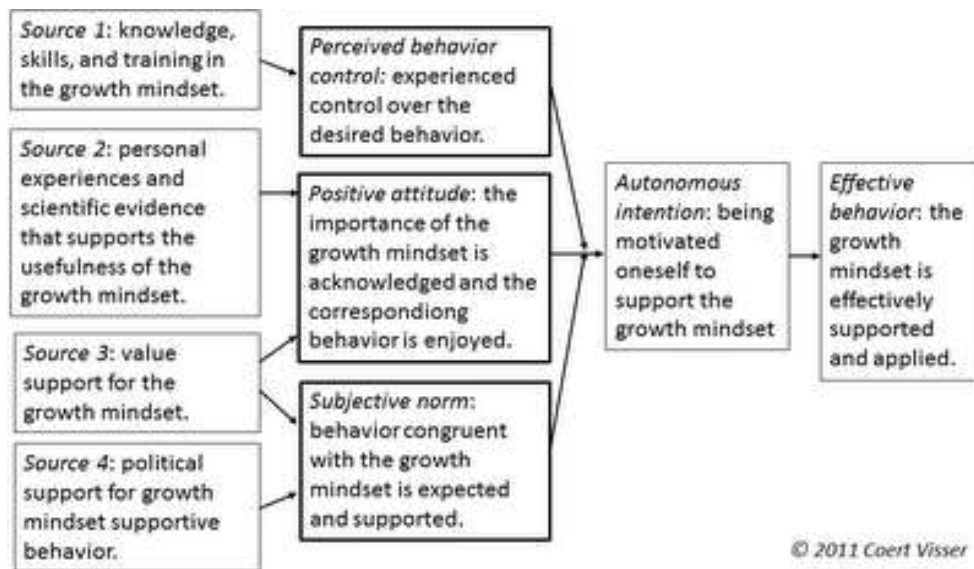 Source 1: knowledge,
skills, and training in
the growth mindset.
Source 2: personal
experiences and
scientific evidence
that supports the
usefulness of the
growth mindset.
Source 3: value
support for the
growth mindset.
Source 4: political
support for growth
mindset supportive
behavior.
Perceived behavior
control: experienced
control over the
desired behavior.
Positive attitude: the
importance of the
growth mindset is
acknowledged and the
correspondiong
behavior is enjoyed.
Subjective norm:
behavior congruent
with the growth
mindset is expected
and supported.
Autonomous
intention: being
motivated
oneself to
support the
growth mindset
Effective
behavior: the
growth
mindset is
effectively
supported
and applied.
© 2011 Coert Visser